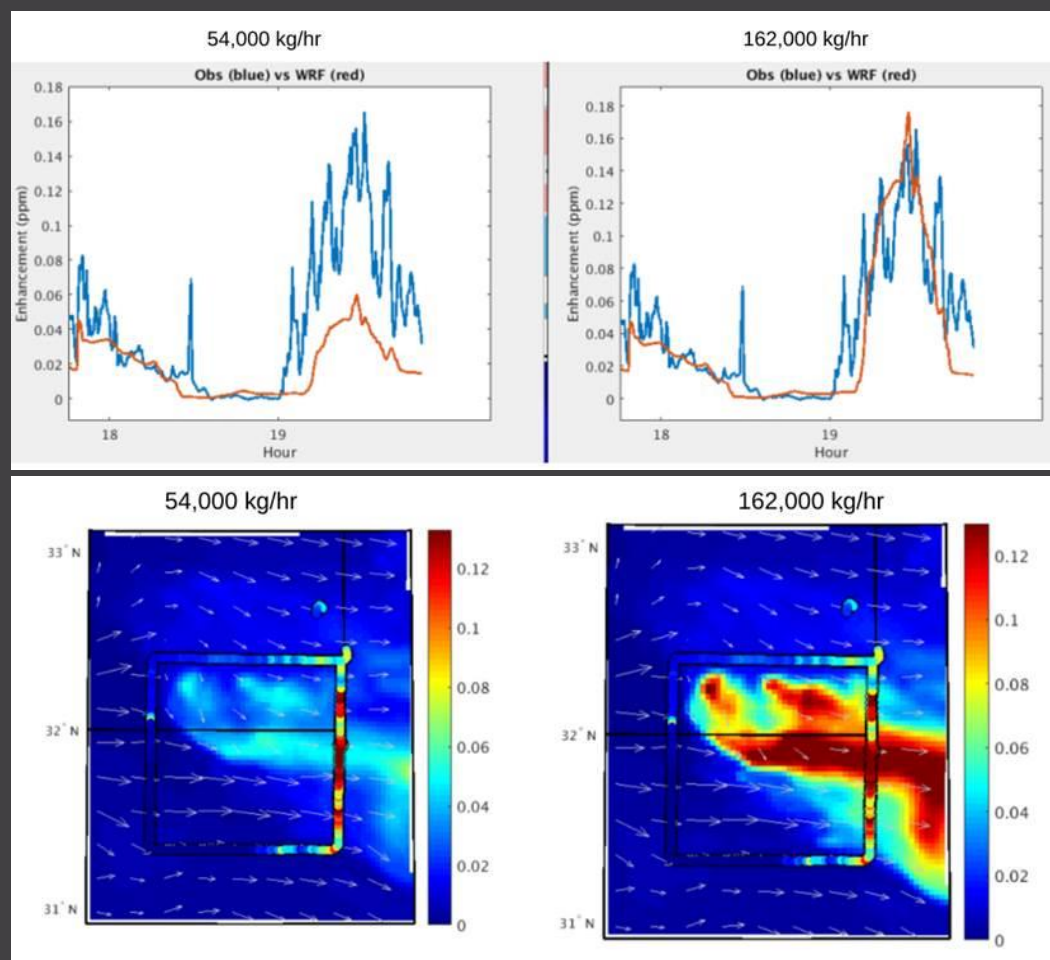 54,000 kg/hr
Obs (blue) vs WRF (red)
0.18
0.16
0.14
0.12
0.1
0.08
0.06
0.04
0.02
0
Enhancement (ppm)
18
19
Hour
162,000 kg/hr
Obs (blue) vs WRF (red)
0.18
0.16
0.14
0.12
0.1
0.08
0.06
0.04
0.02
0
Enhancement (ppm)
18
19
Hour
54,000 kg/hr
33° N
32° N
31° N
0.12
0.1
0.08
0.06
0.04
0.02
0
162,000 kg/hr
33° N
32° N
31° N
0.12
0.1
0.08
0.06
0.04
0.02
0